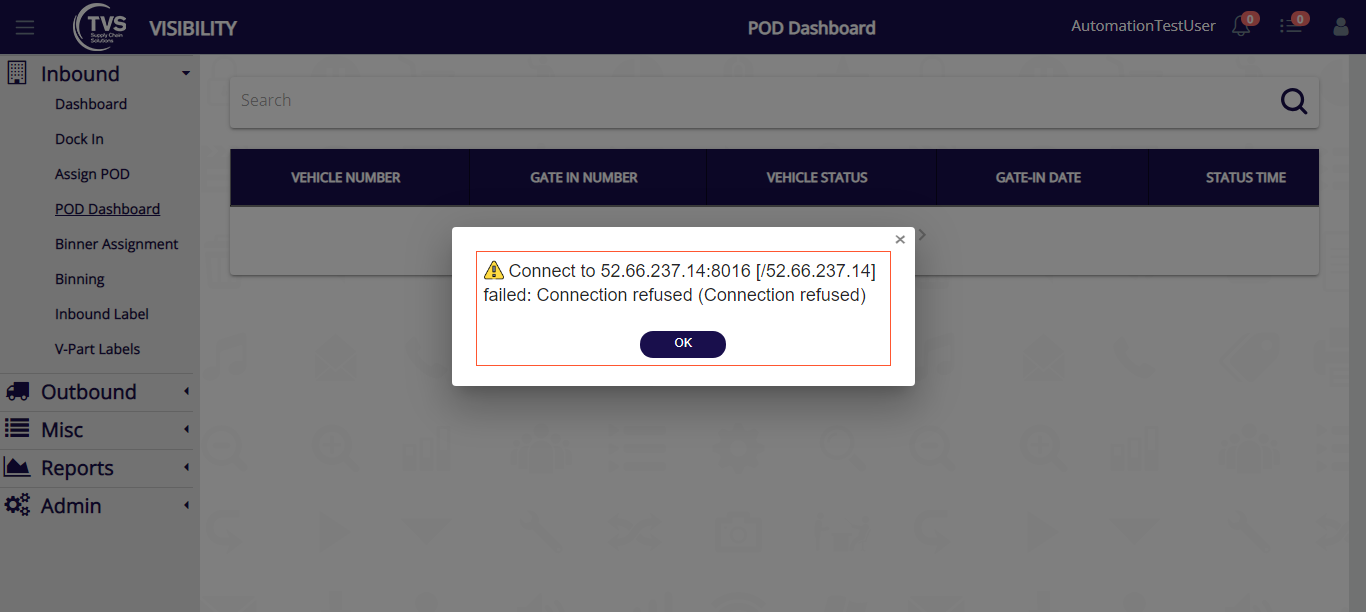 TVS
Supply Chain
Solutions
VISIBILITY
POD Dashboard
AutomationTestUser
0
0
Inbound
Dashboard
Dock In
Assign POD
POD Dashboard
Binner Assignment
Binning
Inbound Label
V-Part Labels
Outbound
Misc
Reports
Admin
Search
VEHICLE NUMBER
GATE IN NUMBER
VEHICLE STATUS
GATE-IN DATE
STATUS TIME
×
Connect to 52.66.237.14:8016 [/52.66.237.14]
failed: Connection refused (Connection refused)
OK